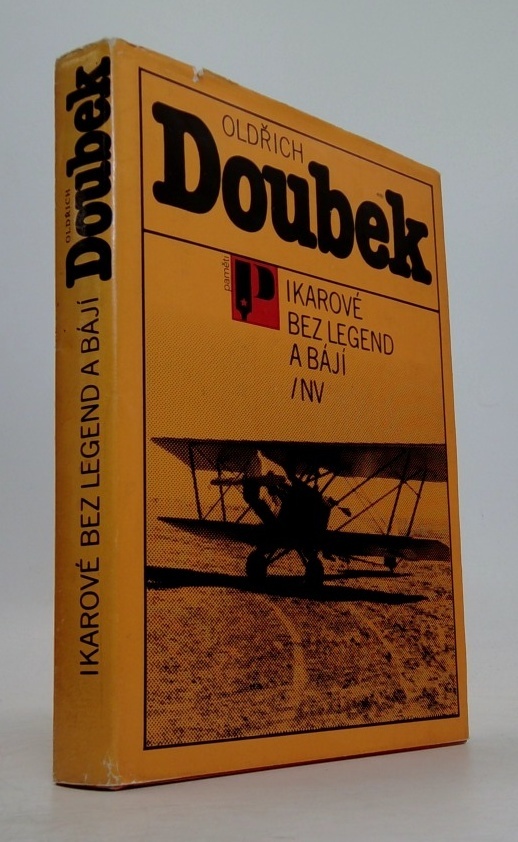 OLDŘICH
Doubek
IKAROVÉ BEZ LEGEND A BÁJÍ
OLDŘICH
Doubek
paměti
P
IKAROVÉ
BEZ LEGEND
A BÁJÍ
/NV